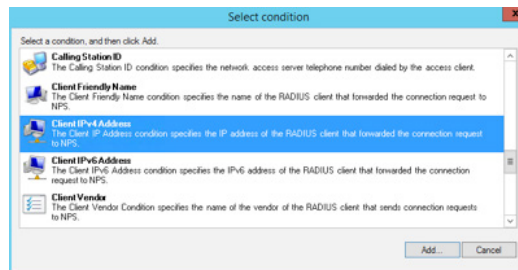 Select condition
x
Select a condition, and then click Add.
Calling Station ID
The Calling Station ID condition specifies the network access server telephone number dialed by the access client.
Client Friendly Name
The Client Friendly Name condition specifies the name of the RADIUS client that forwarded the connection request to
NPS.
Client IPv4 Address
The Client IP Address condition specifies the IP address of the RADIUS client that forwarded the connection request
to NPS.
Client IPv6 Address
The Client IPv6 Address condition specifies the IPv6 address of the RADIUS client that forwarded the connection
request to NPS.
Client Vendor
The Client Vendor Condition specifies the name of the vendor of the RADIUS client that sends connection requests
to NPS.
Add...
Cancel